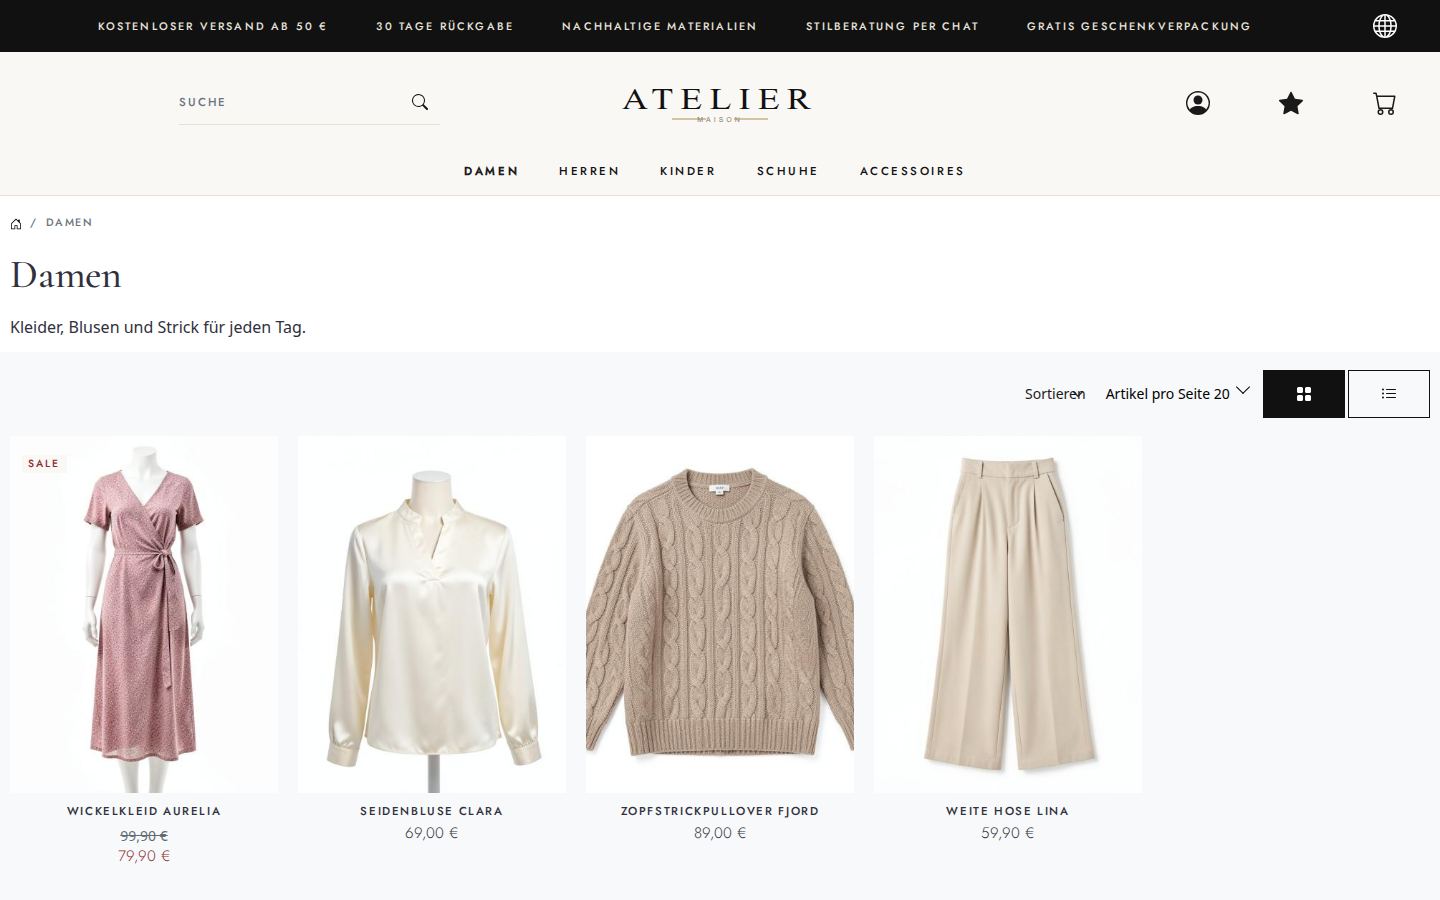 KOSTENLOSER VERSAND AB 50 € 30 TAGE RÜCKGABE NACHHALTIGE MATERIALIEN STILBERATUNG PER CHAT GRATIS GESCHENKVERPACKUNG
SUCHE
ATELIER
MAISON
DAMEN HERREN KINDER SCHUHE ACCESSOIRES
/ DAMEN
Damen
Kleider, Blusen und Strick für jeden Tag.
Sortieren Artikel pro Seite 20
SALE
WICKELKLEID AURELIA SEIDENBLUSE CLARA ZOPFSTRICKPULLOVER FJORD WEITE HOSE LINA
99,90 € 69,00 € 89,00 € 59,90 €
79,90 €